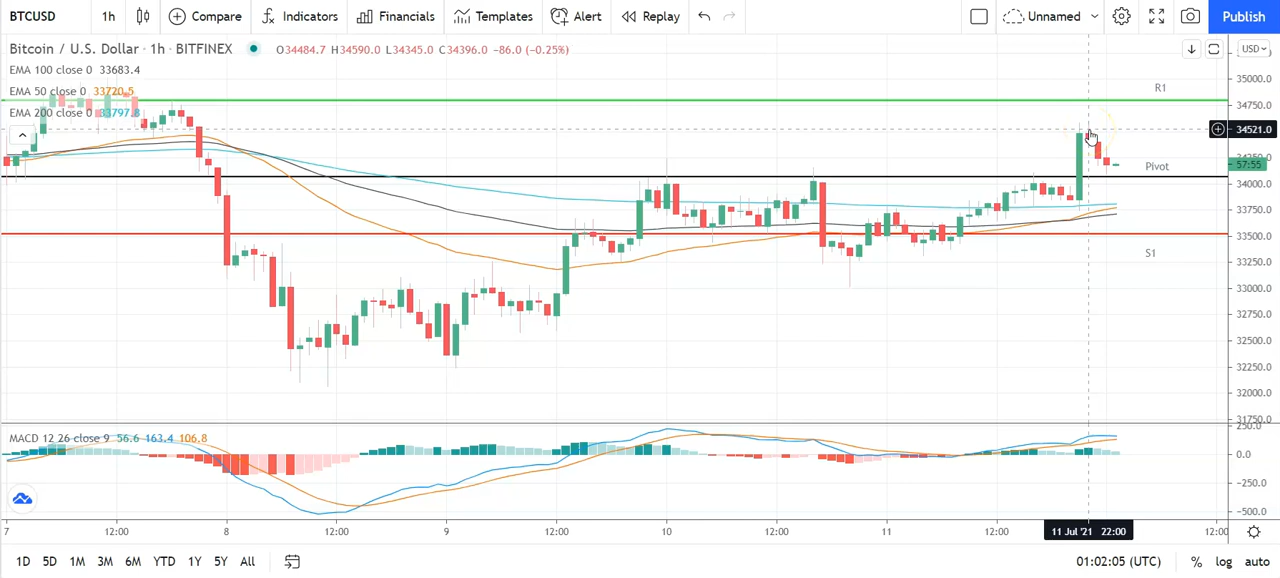 BTCUSD 1h Compare Indicators Financials Templates Alert Replay Unnamed Publish
Bitcoin / U.S. Dollar · 1h · BITFINEX O34484.7 H34590.0 L34345.0 C34396.0 −86.0 (−0.25%) USD
EMA 100 close 0 33683.4
EMA 50 close 0 33720.5
EMA 200 close 0 33797.8
R1
Pivot
S1
35000.0
34750.0
34521.0
34250.0
57:55
34000.0
33750.0
33500.0
33250.0
33000.0
32750.0
32500.0
32250.0
32000.0
31750.0
MACD 12 26 close 9 56.6 163.4 106.8
250.0
0.0
−250.0
−500.0
7 12:00 8 12:00 9 12:00 10 12:00 11 12:00 11 Jul '21 22:00 12:00
1D 5D 1M 3M 6M YTD 1Y 5Y All 01:02:05 (UTC) % log auto